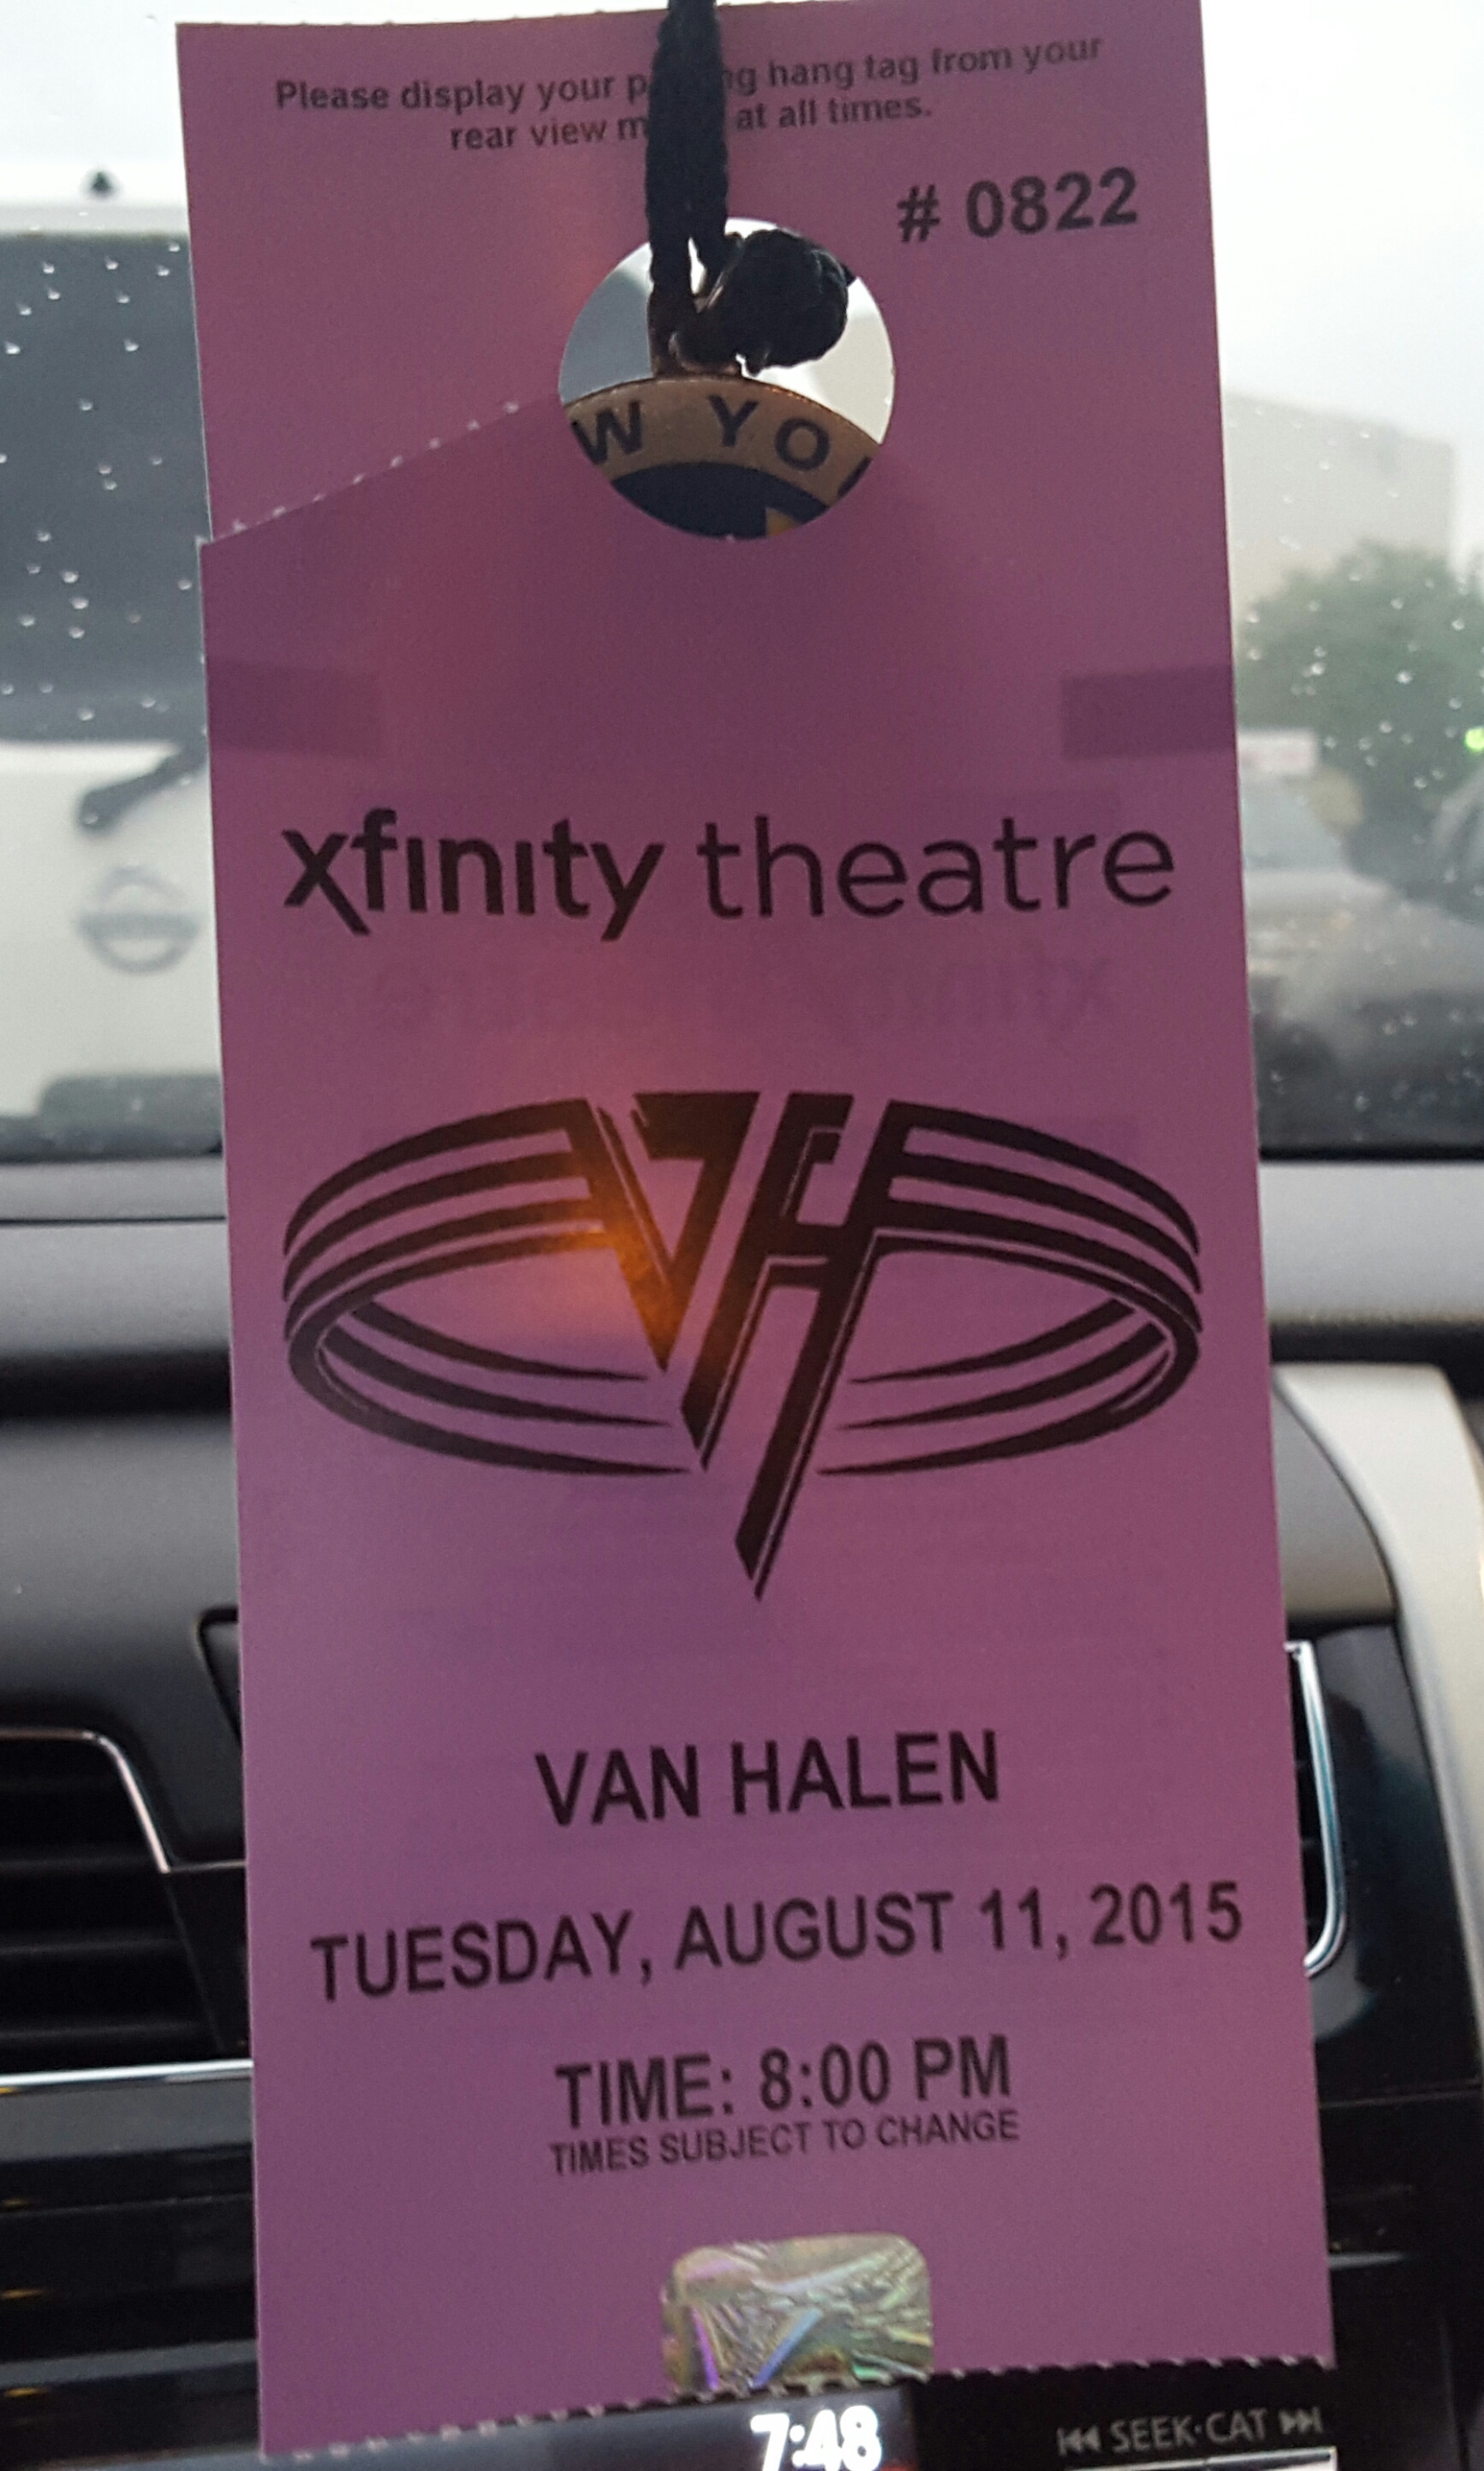 Please display your hang tag from your
rear view at all times.
# 0822
W YO
xfinity theatre
VH
VAN HALEN
TUESDAY, AUGUST 11, 2015
TIME: 8:00 PM
TIMES SUBJECT TO CHANGE
7:48
SEEK·CAT